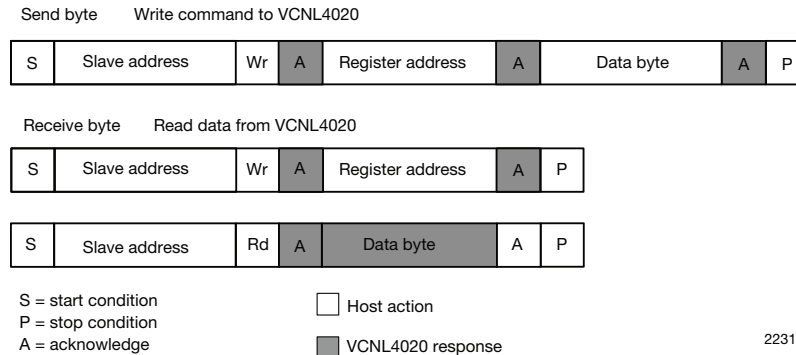 Send byte Write command to VCNL4020
S Slave address Wr A Register address A Data byte A P
Receive byte Read data from VCNL4020
S Slave address Wr A Register address A P
S Slave address Rd A Data byte A P
S = start condition
P = stop condition
A = acknowledge
Host action
VCNL4020 response
2231